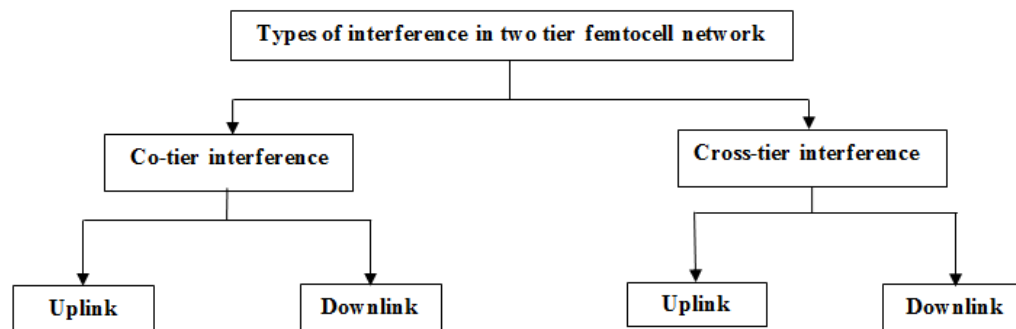 Types of interference in two tier femtocell network
Co-tier interference
Cross-tier interference
Uplink
Downlink
Uplink
Downlink